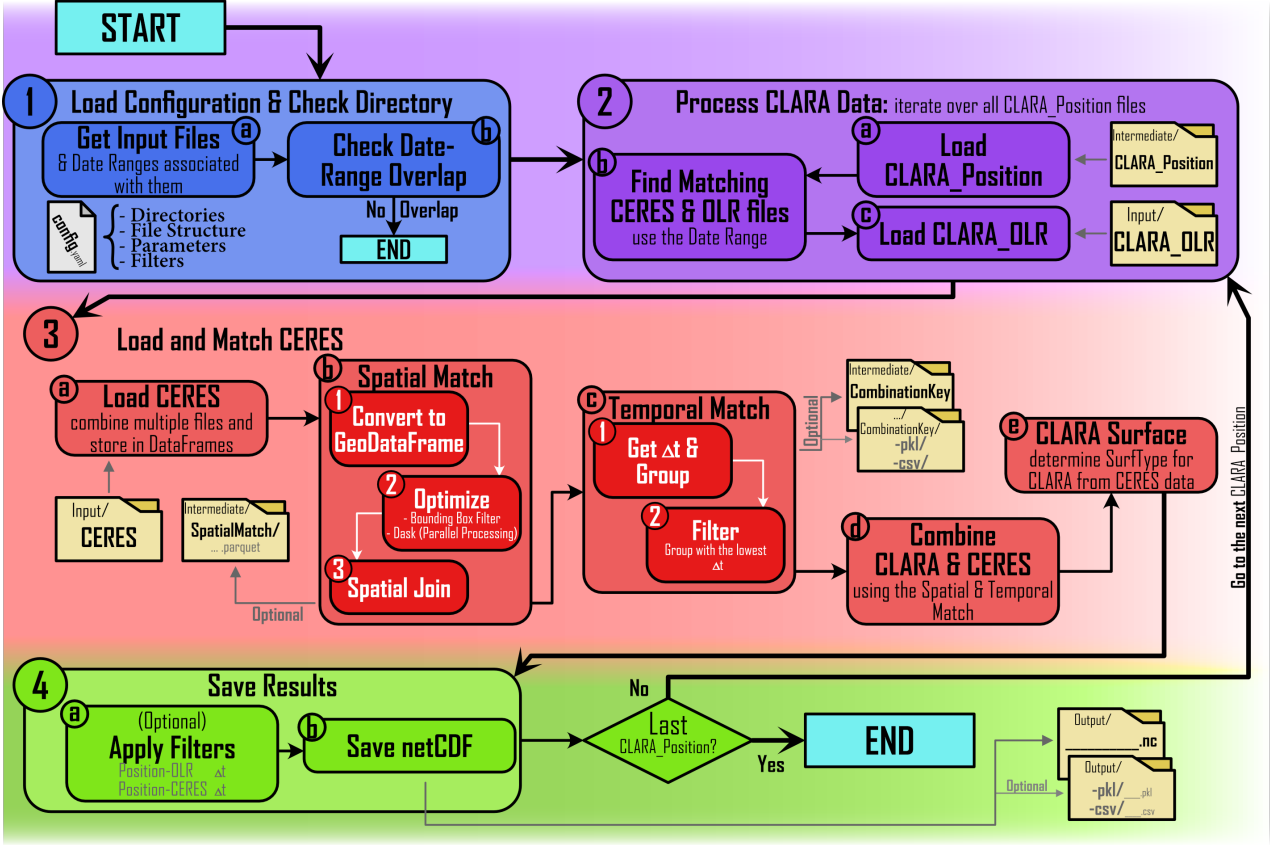 START
1
Load Configuration & Check Directory
a
Get Input Files
& Date Ranges associated
with them
b
Check Date-
Range Overlap
No Overlap
END
config
.yaml
- Directories
- File Structure
- Parameters
- Filters
2
Process CLARA Data: iterate over all CLARA_Position files
a
Load
CLARA_Position
Intermediate/
CLARA_Position
b
Find Matching
CERES & OLR files
use the Date Range
c
Load CLARA_OLR
Input/
CLARA_OLR
3
Load and Match CERES
a
Load CERES
combine multiple files and
store in DataFrames
Input/
CERES
Intermediate/
SpatialMatch/
... .parquet
Optional
b
Spatial Match
1
Convert to
GeoDataFrame
2
Optimize
- Bounding Box Filter
- Dask (Parallel Processing)
3
Spatial Join
c
Temporal Match
1
Get Δt &
Group
2
Filter
Group with the lowest
Δt
Optional
Intermediate/
CombinationKey
.../
CombinationKey/
-pkl/
-csv/
d
Combine
CLARA & CERES
using the Spatial & Temporal
Match
e
CLARA Surface
determine SurfType for
CLARA from CERES data
Go to the next CLARA_Position
4
Save Results
a
(Optional)
Apply Filters
Position-OLR Δt
Position-CERES Δt
b
Save netCDF
Last
CLARA_Position?
No
Yes
END
Optional
Output/
________.nc
Output/
-pkl/___.pkl
-csv/___.csv